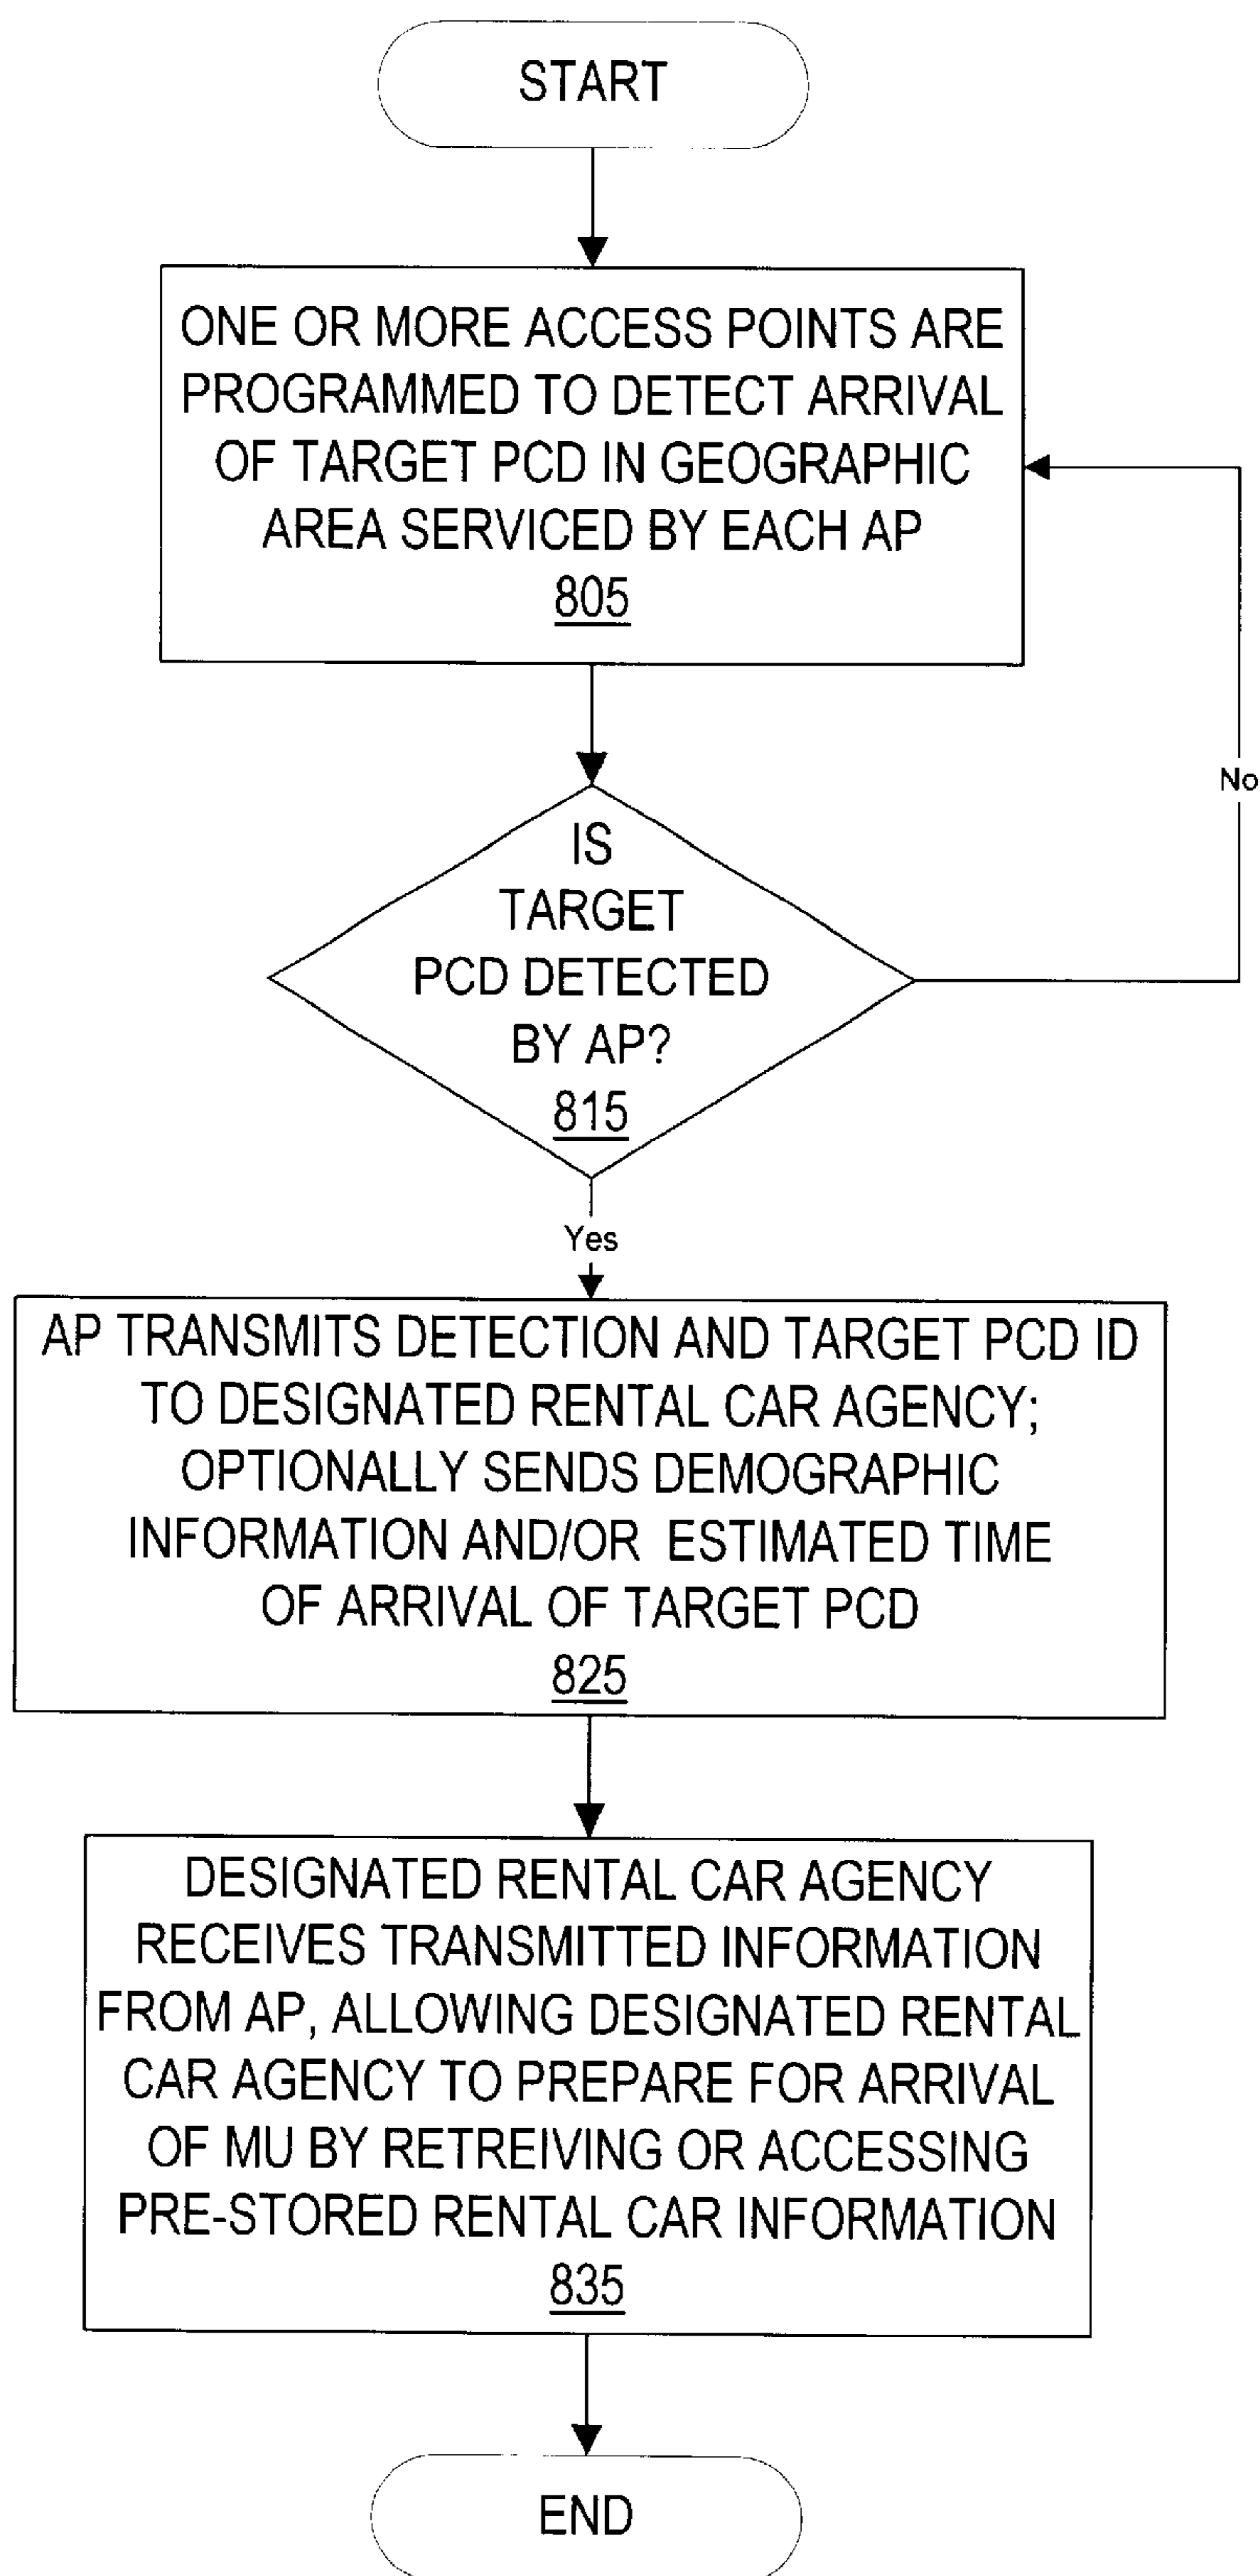 START
ONE OR MORE ACCESS POINTS ARE
PROGRAMMED TO DETECT ARRIVAL
OF TARGET PCD IN GEOGRAPHIC
AREA SERVICED BY EACH AP
805
No
IS
TARGET
PCD DETECTED
BY AP?
815
Yes
AP TRANSMITS DETECTION AND TARGET PCD ID
TO DESIGNATED RENTAL CAR AGENCY;
OPTIONALLY SENDS DEMOGRAPHIC
INFORMATION AND/OR ESTIMATED TIME
OF ARRIVAL OF TARGET PCD
825
DESIGNATED RENTAL CAR AGENCY
RECEIVES TRANSMITTED INFORMATION
FROM AP, ALLOWING DESIGNATED RENTAL
CAR AGENCY TO PREPARE FOR ARRIVAL
OF MU BY RETREIVING OR ACCESSING
PRE-STORED RENTAL CAR INFORMATION
835
END